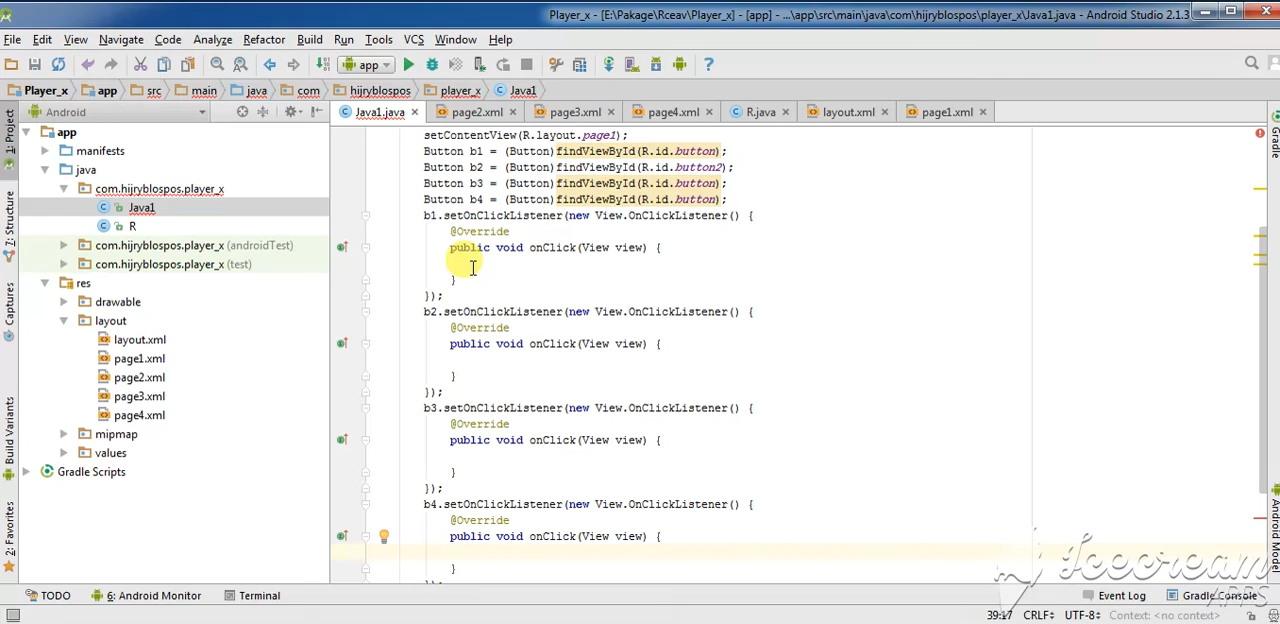 Player_x - [E:\Pakage\Rceav\Player_x] - [app] - ...\app\src\main\java\com\hijryblospos\player_x\Java1.java - Android Studio 2.1.3
File Edit View Navigate Code Analyze Refactor Build Run Tools VCS Window Help
app
Player_x app src main java com hijryblospos player_x Java1
Android
Java1.java page2.xml page3.xml page4.xml R.java layout.xml page1.xml
1: Project
7: Structure
Captures
Build Variants
2: Favorites
app
manifests
java
com.hijryblospos.player_x
Java1
R
com.hijryblospos.player_x (androidTest)
com.hijryblospos.player_x (test)
res
drawable
layout
layout.xml
page1.xml
page2.xml
page3.xml
page4.xml
mipmap
values
Gradle Scripts
setContentView(R.layout.page1);
Button b1 = (Button)findViewById(R.id.button);
Button b2 = (Button)findViewById(R.id.button2);
Button b3 = (Button)findViewById(R.id.button);
Button b4 = (Button)findViewById(R.id.button);
b1.setOnClickListener(new View.OnClickListener() {
@Override
public void onClick(View view) {
}
});
b2.setOnClickListener(new View.OnClickListener() {
@Override
public void onClick(View view) {
}
});
b3.setOnClickListener(new View.OnClickListener() {
@Override
public void onClick(View view) {
}
});
b4.setOnClickListener(new View.OnClickListener() {
@Override
public void onClick(View view) {
}
Gradle
Android Model
Icecream
APPS
TODO 6: Android Monitor Terminal Event Log Gradle Console
39:17 CRLF UTF-8 Context: <no context>